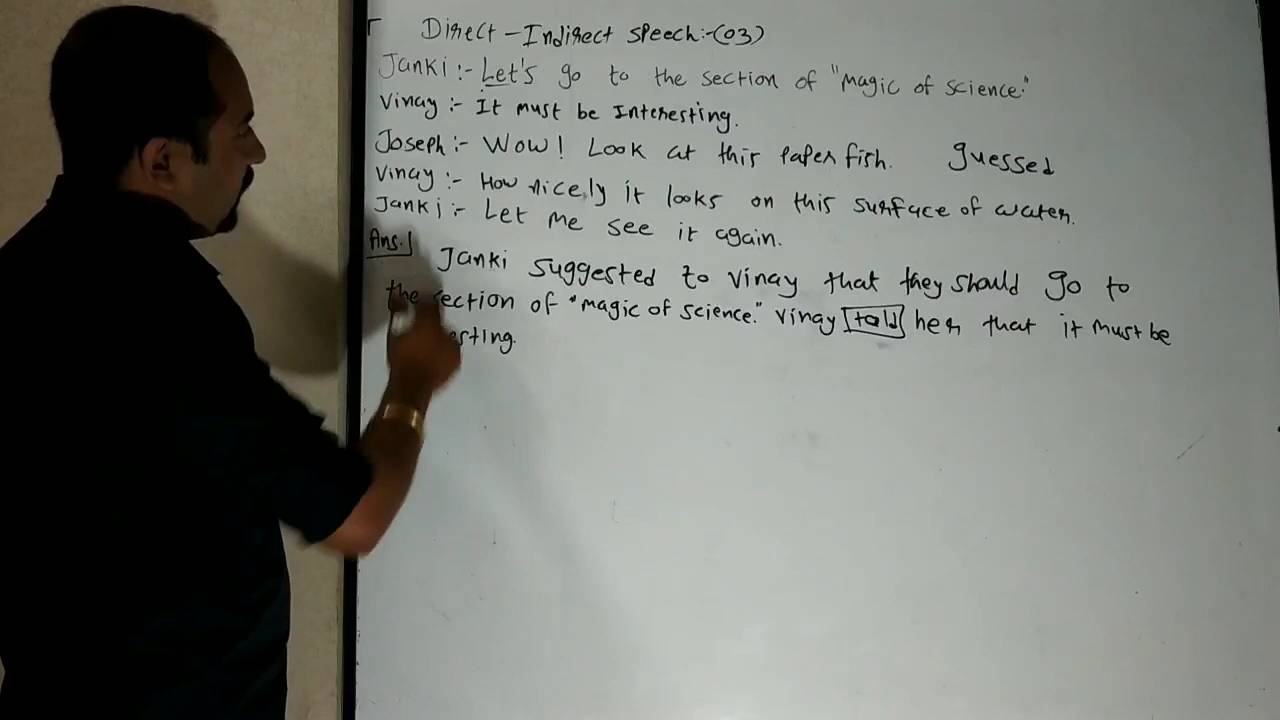 Direct - Indirect speech:-(03)
Janki :- Let's go to the section of "magic of science."
Vinay :- It must be Interesting.
Joseph :- Wow! Look at this paper fish. guessed
Vinay :- How nicely it looks on this surface of water.
Janki :- Let me see it again.
Ans. Janki suggested to Vinay that they should go to
the section of "magic of science." Vinay told her that it must be
esting.